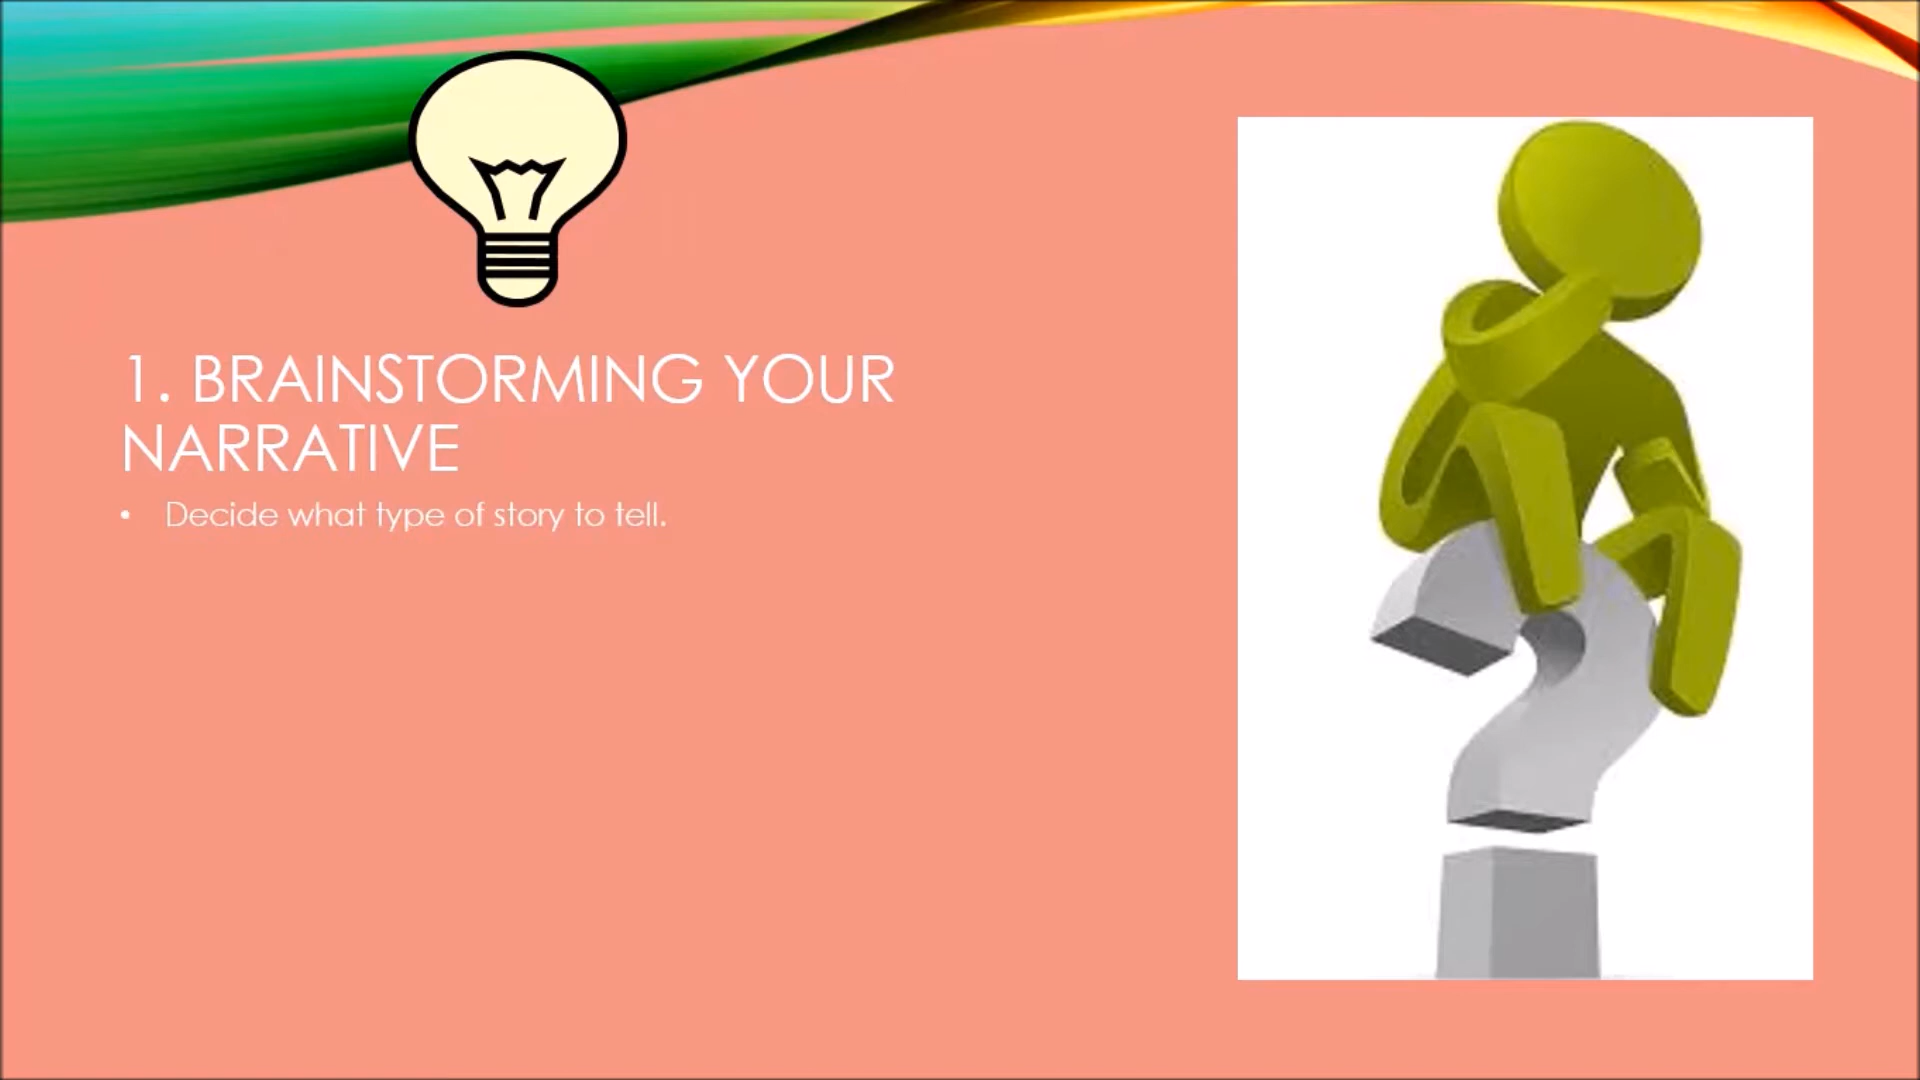 1. BRAINSTORMING YOUR
NARRATIVE
• Decide what type of story to tell.